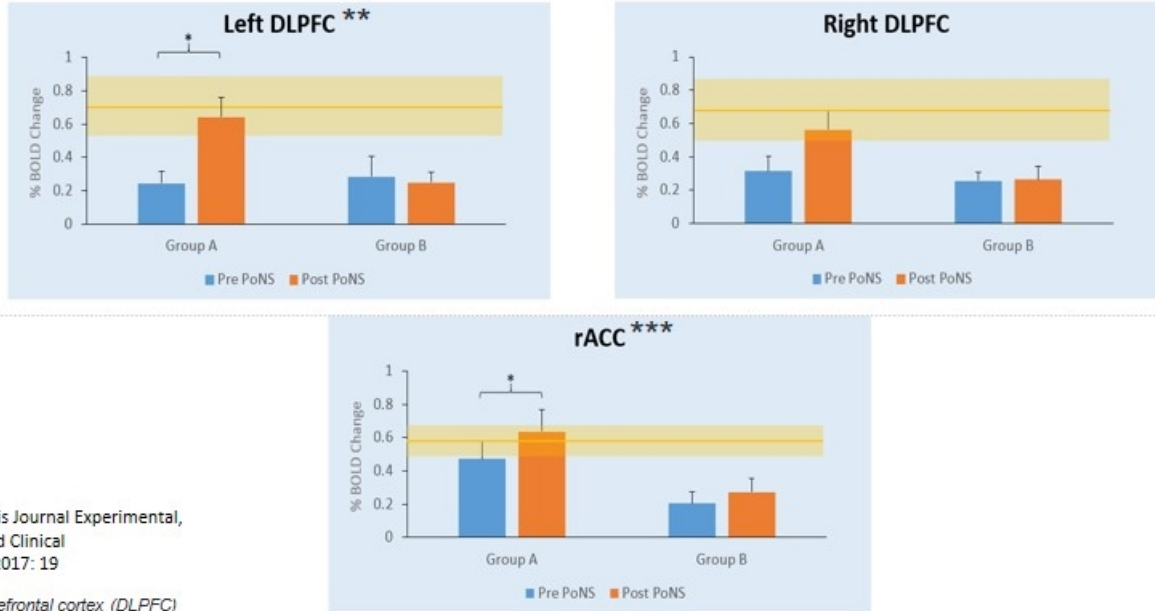 Left DLPFC **
*
1
0.8
0.6
0.4
0.2
0
% BOLD Change
Group A Group B
Pre PoNS Post PoNS
Right DLPFC
1
0.8
0.6
0.4
0.2
0
% BOLD Change
Group A Group B
Pre PoNS Post PoNS
rACC ***
*
1
0.8
0.6
0.4
0.2
0
% BOLD Change
Group A Group B
Pre PoNS Post PoNS
is Journal Experimental,
d Clinical
2017: 19
efrontal cortex (DLPFC)